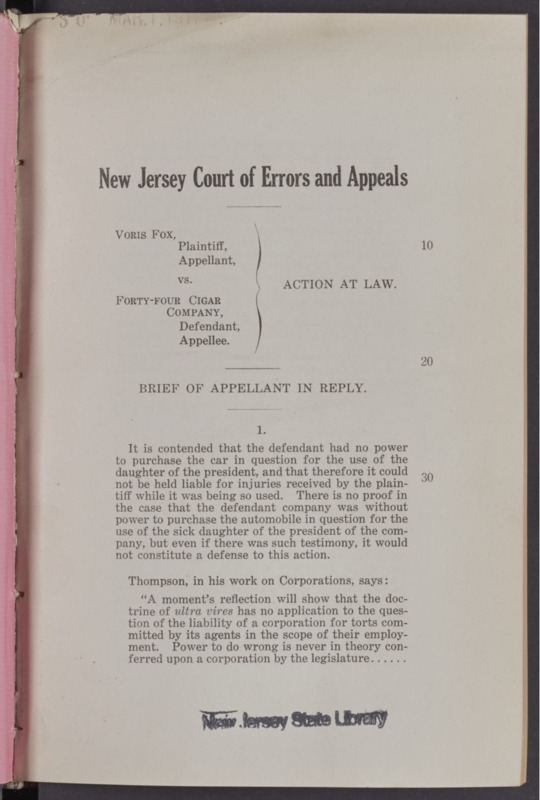 New Jersey Court of Errors and Appeals
VORIS FOX,
Plaintiff,
Appellant,
vs.
FORTY-FOUR CIGAR
COMPANY,
Defendant,
Appellee.
ACTION AT LAW.
10
20
BRIEF OF APPELLANT IN REPLY.
1.
It is contended that the defendant had no power
to purchase the car in question for the use of the
daughter of the president, and that therefore it could
not be held liable for injuries received by the plain-
tiff while it was being so used. There is no proof in
30
the case that the defendant company was without
power to purchase the automobile in question for the
use of the sick daughter of the president of the com-
pany, but even if there was such testimony, it would
not constitute a defense to this action.
Thompson, in his work on Corporations, says:
"A moment's reflection will show that the doc-
trine of ultra vires has no application to the ques-
tion of the liability of a corporation for torts com-
mitted by its agents in the scope of their employ-
ment. Power to do wrong is never in theory con-
ferred upon a corporation by the legislature......
New Jersey State Library